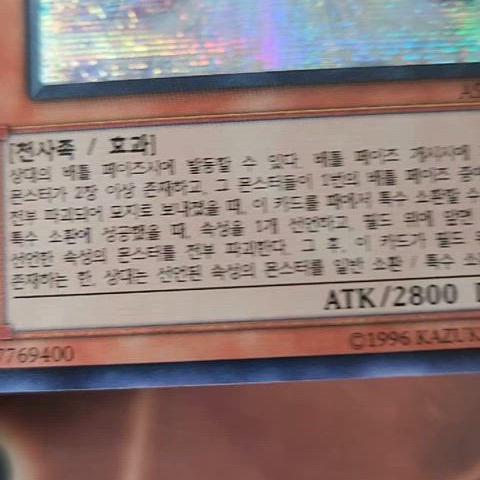 [천사족 / 효과]
상대의 배틀 페이즈시에 발동할 수 있다. 배틀 페이즈 개시시에
몬스터가 2장 이상 존재하고, 그 몬스터들이 1번의 배틀 페이즈 중에
전부 파괴되어 묘지로 보내졌을 때, 이 카드를 패에서 특수 소환할 수
특수 소환에 성공했을 때, 속성을 1개 선언하고, 필드 위에 앞면
선언한 속성의 몬스터를 전부 파괴한다. 그 후, 이 카드가 필드
존재하는 한, 상대는 선언된 속성의 몬스터를 일반 소환 / 특수 소
ATK/2800
7769400 ©1996 KAZUK